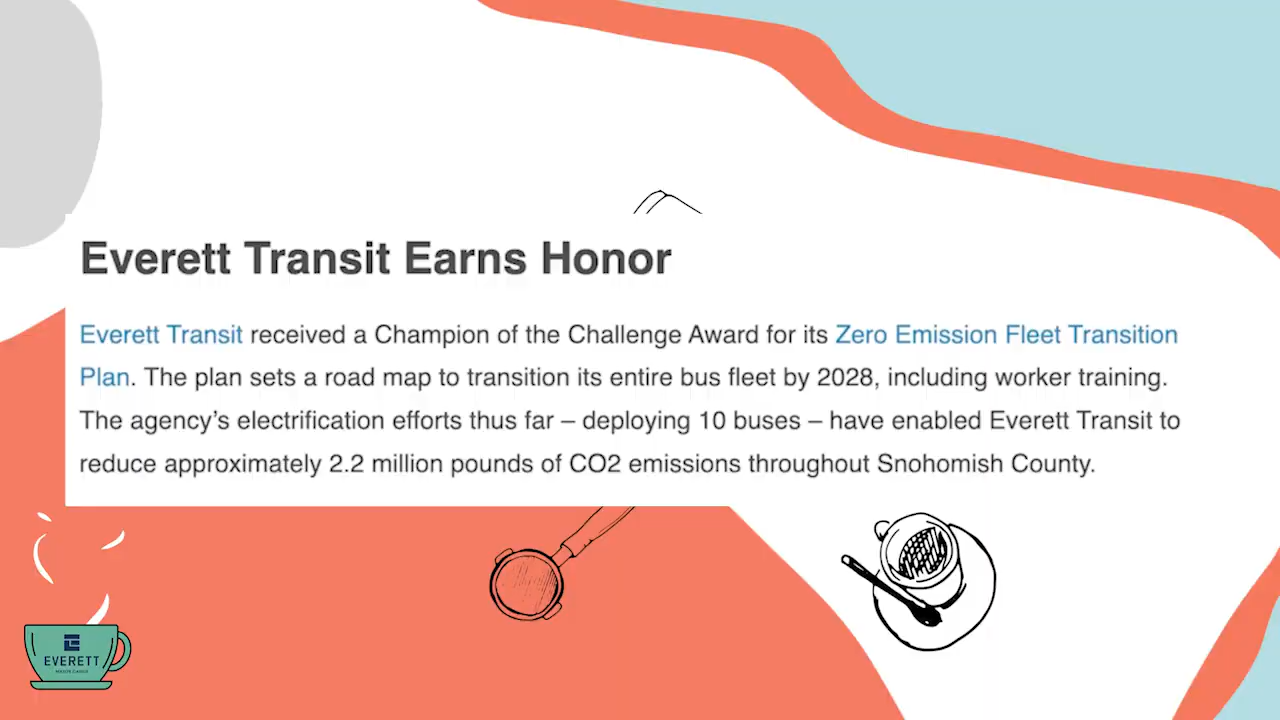 Everett Transit Earns Honor
Everett Transit received a Champion of the Challenge Award for its Zero Emission Fleet Transition
Plan. The plan sets a road map to transition its entire bus fleet by 2028, including worker training.
The agency’s electrification efforts thus far – deploying 10 buses – have enabled Everett Transit to
reduce approximately 2.2 million pounds of CO2 emissions throughout Snohomish County.
EVERETT